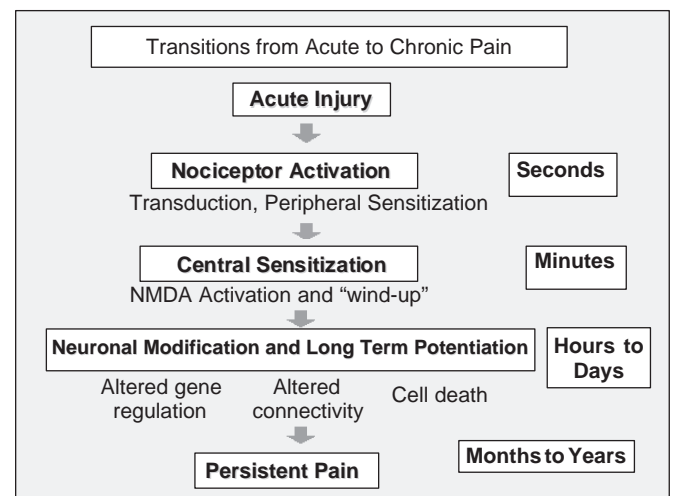 Transitions from Acute to Chronic Pain
Acute Injury
Nociceptor Activation
Seconds
Transduction, Peripheral Sensitization
Central Sensitization
Minutes
NMDA Activation and “wind-up”
Neuronal Modification and Long Term Potentiation
Hours to
Days
Altered gene
regulation
Altered
connectivity
Cell death
Persistent Pain
Months to Years